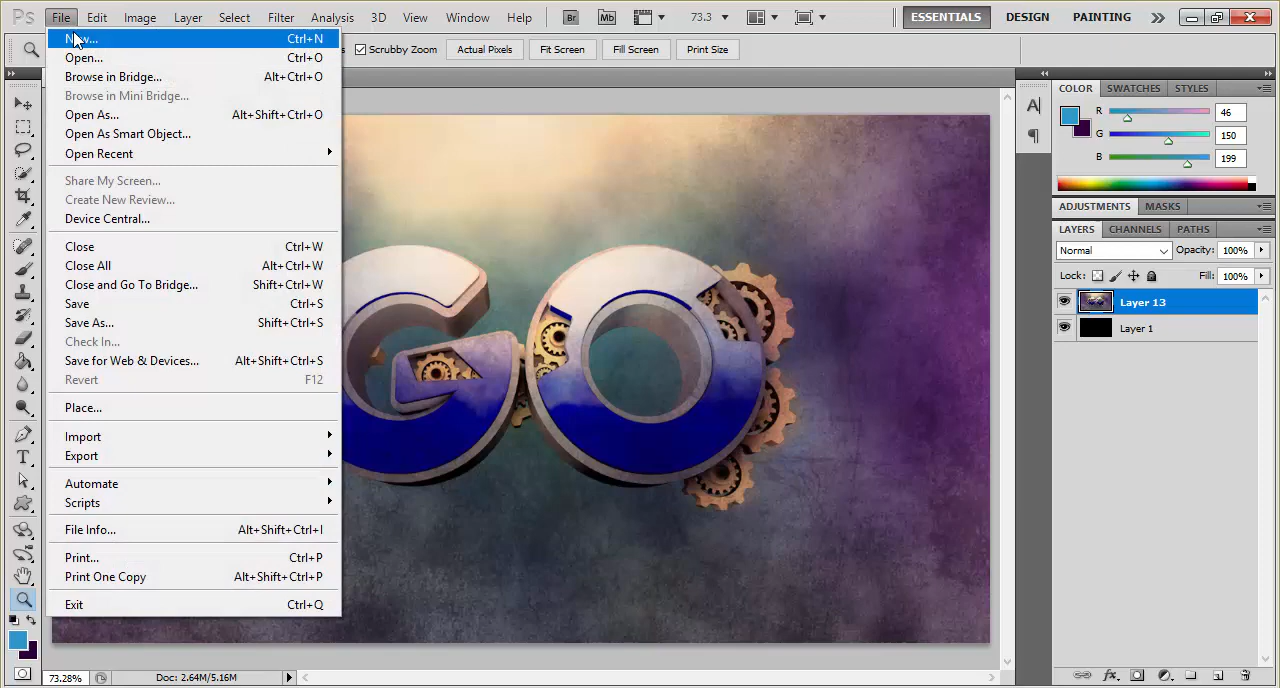 Ps File Edit Image Layer Select Filter Analysis 3D View Window Help Br Mb 73.3 ESSENTIALS DESIGN PAINTING
Scrubby Zoom Actual Pixels Fit Screen Fill Screen Print Size
Ctrl+N
Open... Ctrl+O
Browse in Bridge... Alt+Ctrl+O
Browse in Mini Bridge...
Open As... Alt+Shift+Ctrl+O
Open As Smart Object...
Open Recent
Share My Screen...
Create New Review...
Device Central...
Close Ctrl+W
Close All Alt+Ctrl+W
Close and Go To Bridge... Shift+Ctrl+W
Save Ctrl+S
Save As... Shift+Ctrl+S
Check In...
Save for Web & Devices... Alt+Shift+Ctrl+S
Revert F12
Place...
Import
Export
Automate
Scripts
File Info... Alt+Shift+Ctrl+I
Print... Ctrl+P
Print One Copy Alt+Shift+Ctrl+P
Exit Ctrl+Q
GO
COLOR SWATCHES STYLES
R 46
G 150
B 199
ADJUSTMENTS MASKS
LAYERS CHANNELS PATHS
Normal Opacity: 100%
Lock: Fill: 100%
Layer 13
Layer 1
73.28% Doc: 2.64M/5.16M